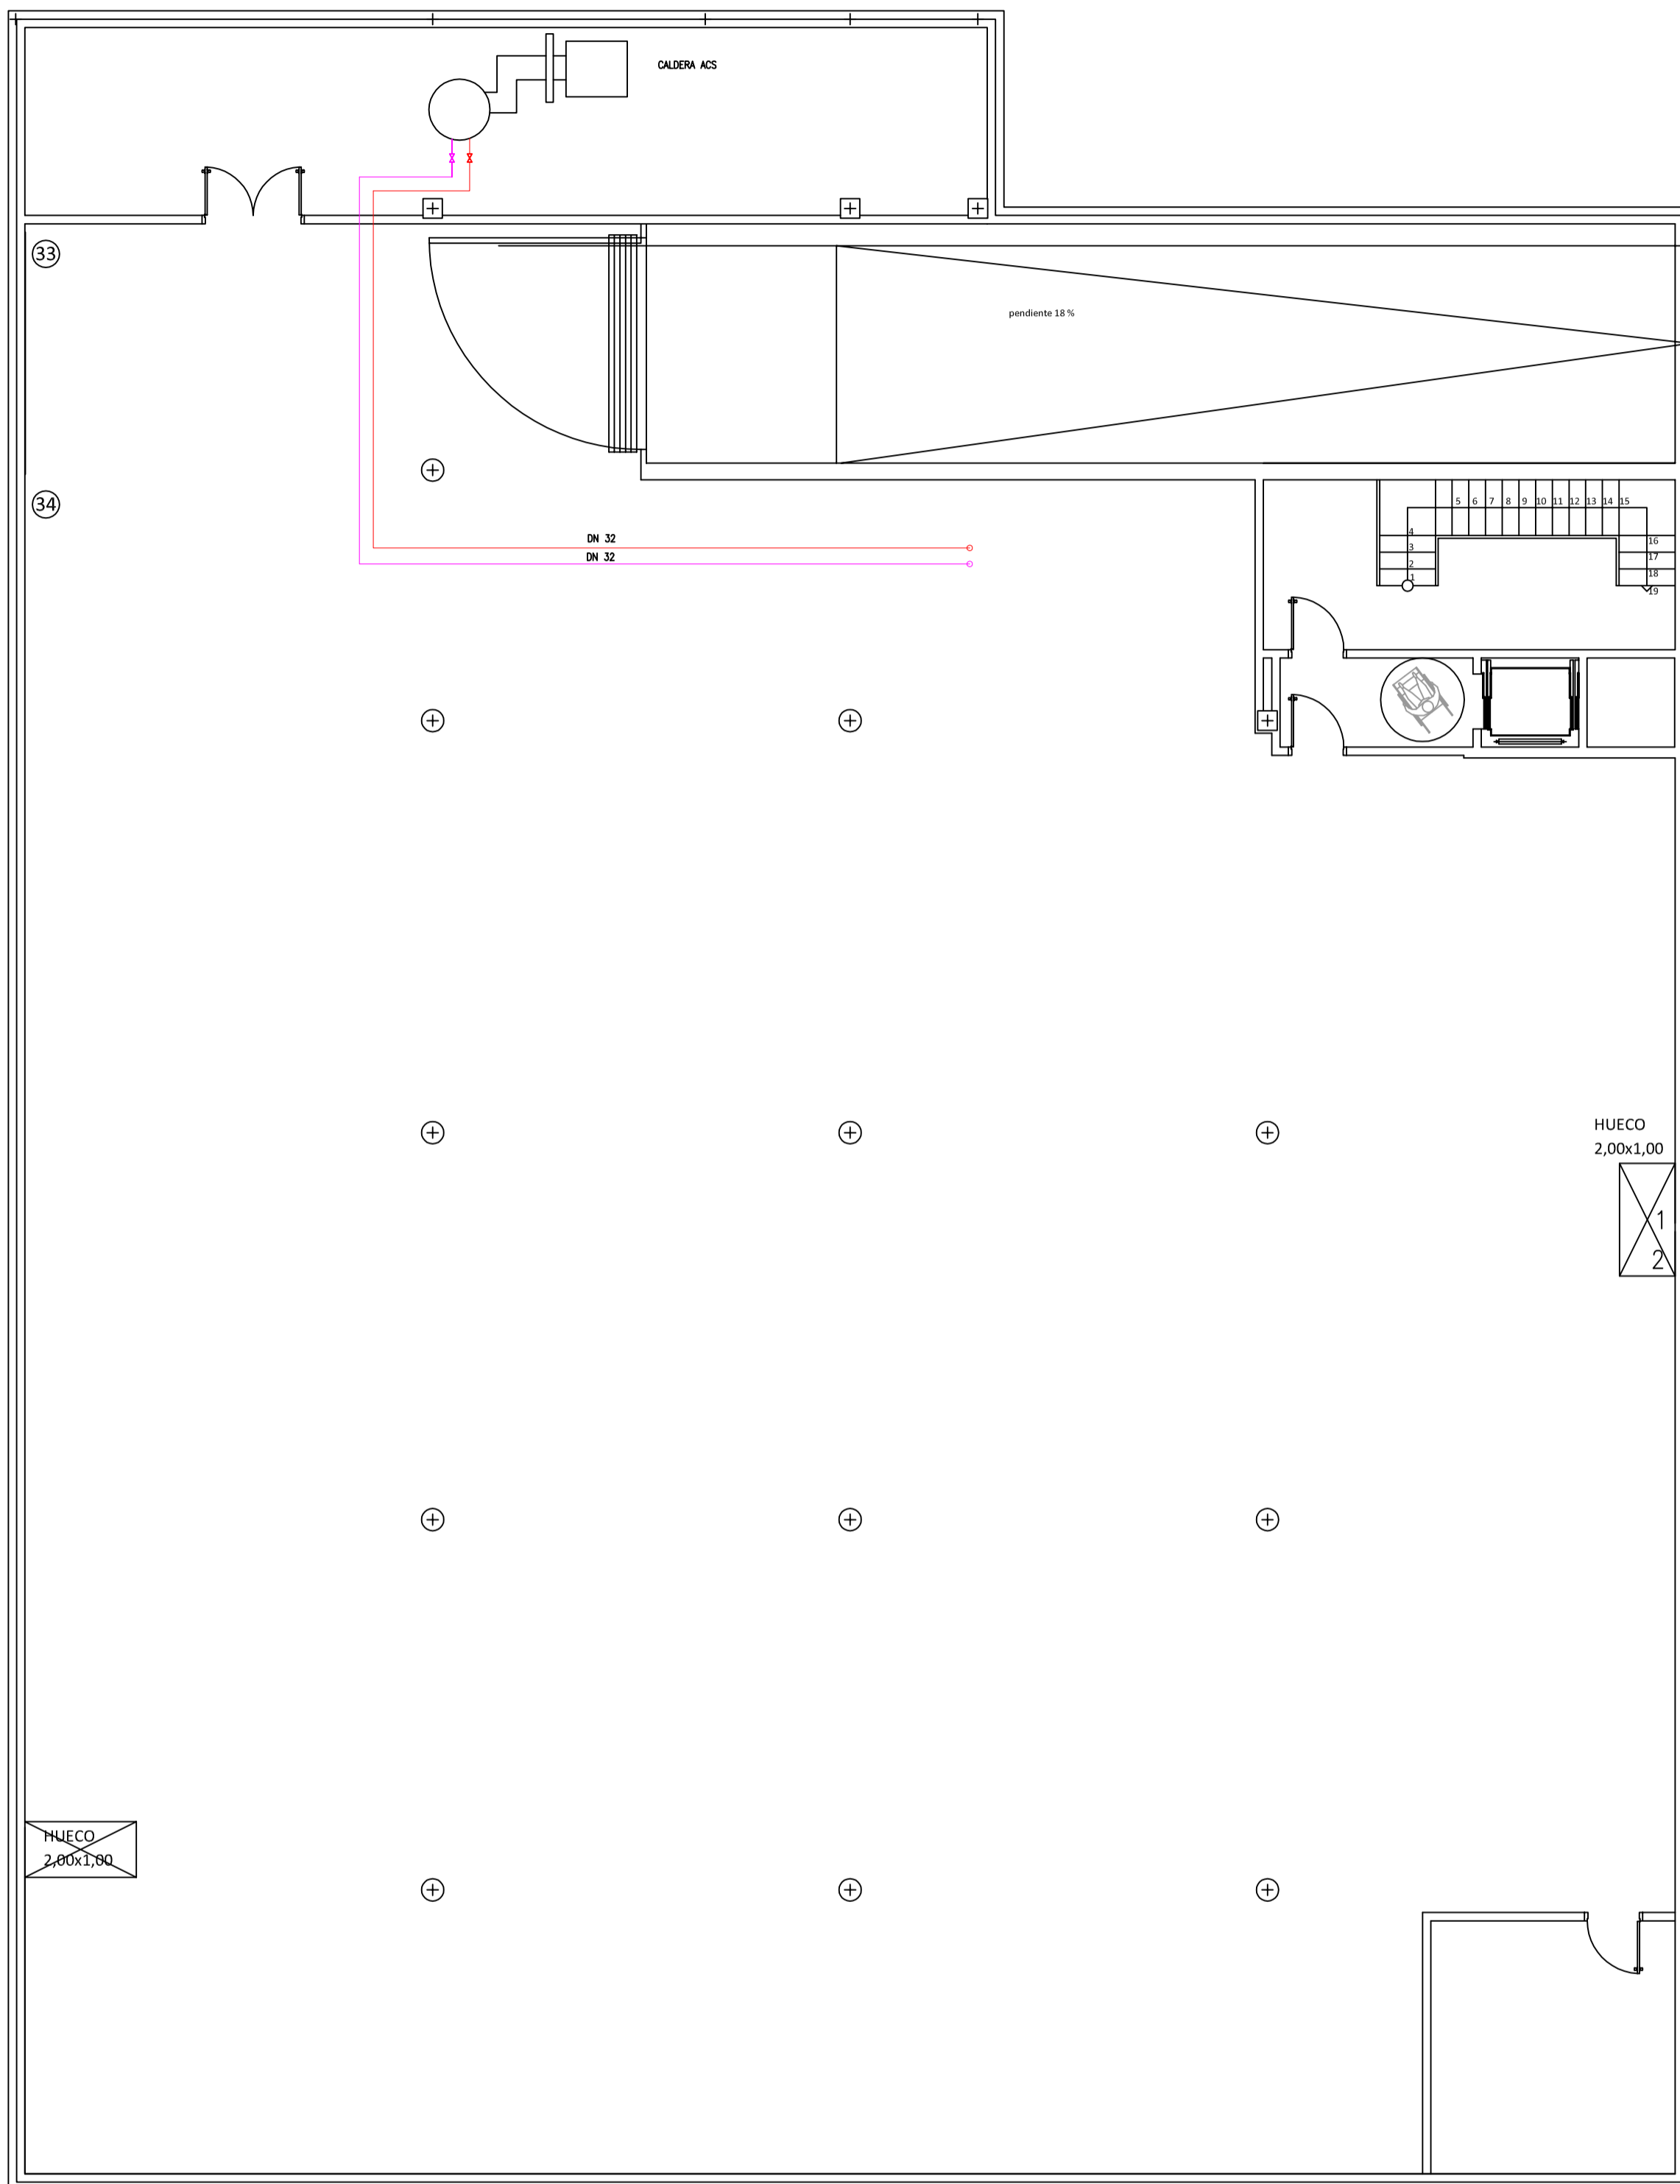 CALDERA ACS
33
pendiente 18 %
34
5 6 7 8 9 10 11 12 13 14 15
4
3
2
1
16
17
18
19
DN 32
DN 32
HUECO
2,00x1,00
1
2
HUECO
2,00x1,00